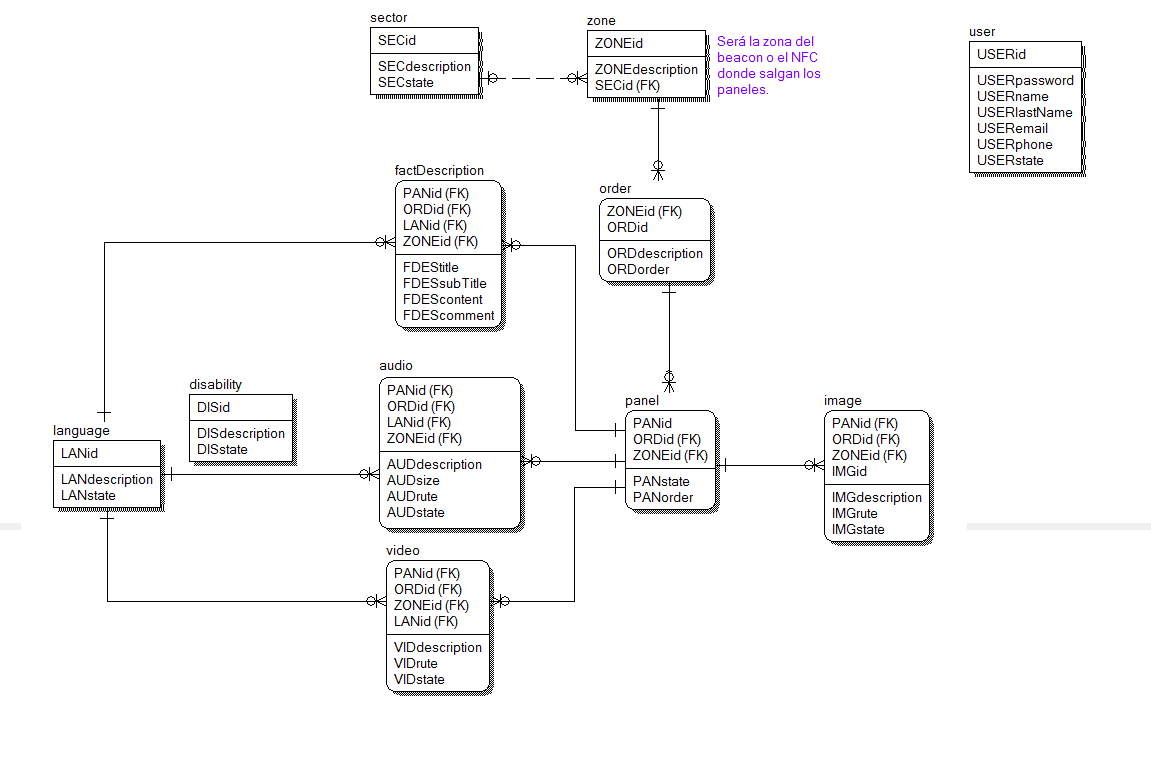 sector
SECid
SECdescription
SECstate
zone
ZONEid
ZONEdescription
SECid (FK)
Será la zona del
beacon o el NFC
donde salgan los
paneles.
user
USERid
USERpassword
USERname
USERlastName
USERemail
USERphone
USERstate
factDescription
PANid (FK)
ORDid (FK)
LANid (FK)
ZONEid (FK)
FDEStitle
FDESsubTitle
FDEScontent
FDEScomment
order
ZONEid (FK)
ORDid
ORDdescription
ORDorder
disability
DISid
DISdescription
DISstate
language
LANid
LANdescription
LANstate
audio
PANid (FK)
ORDid (FK)
LANid (FK)
ZONEid (FK)
AUDdescription
AUDsize
AUDrute
AUDstate
panel
PANid
ORDid (FK)
ZONEid (FK)
PANstate
PANorder
image
PANid (FK)
ORDid (FK)
ZONEid (FK)
IMGid
IMGdescription
IMGrute
IMGstate
video
PANid (FK)
ORDid (FK)
ZONEid (FK)
LANid (FK)
VIDdescription
VIDrute
VIDstate